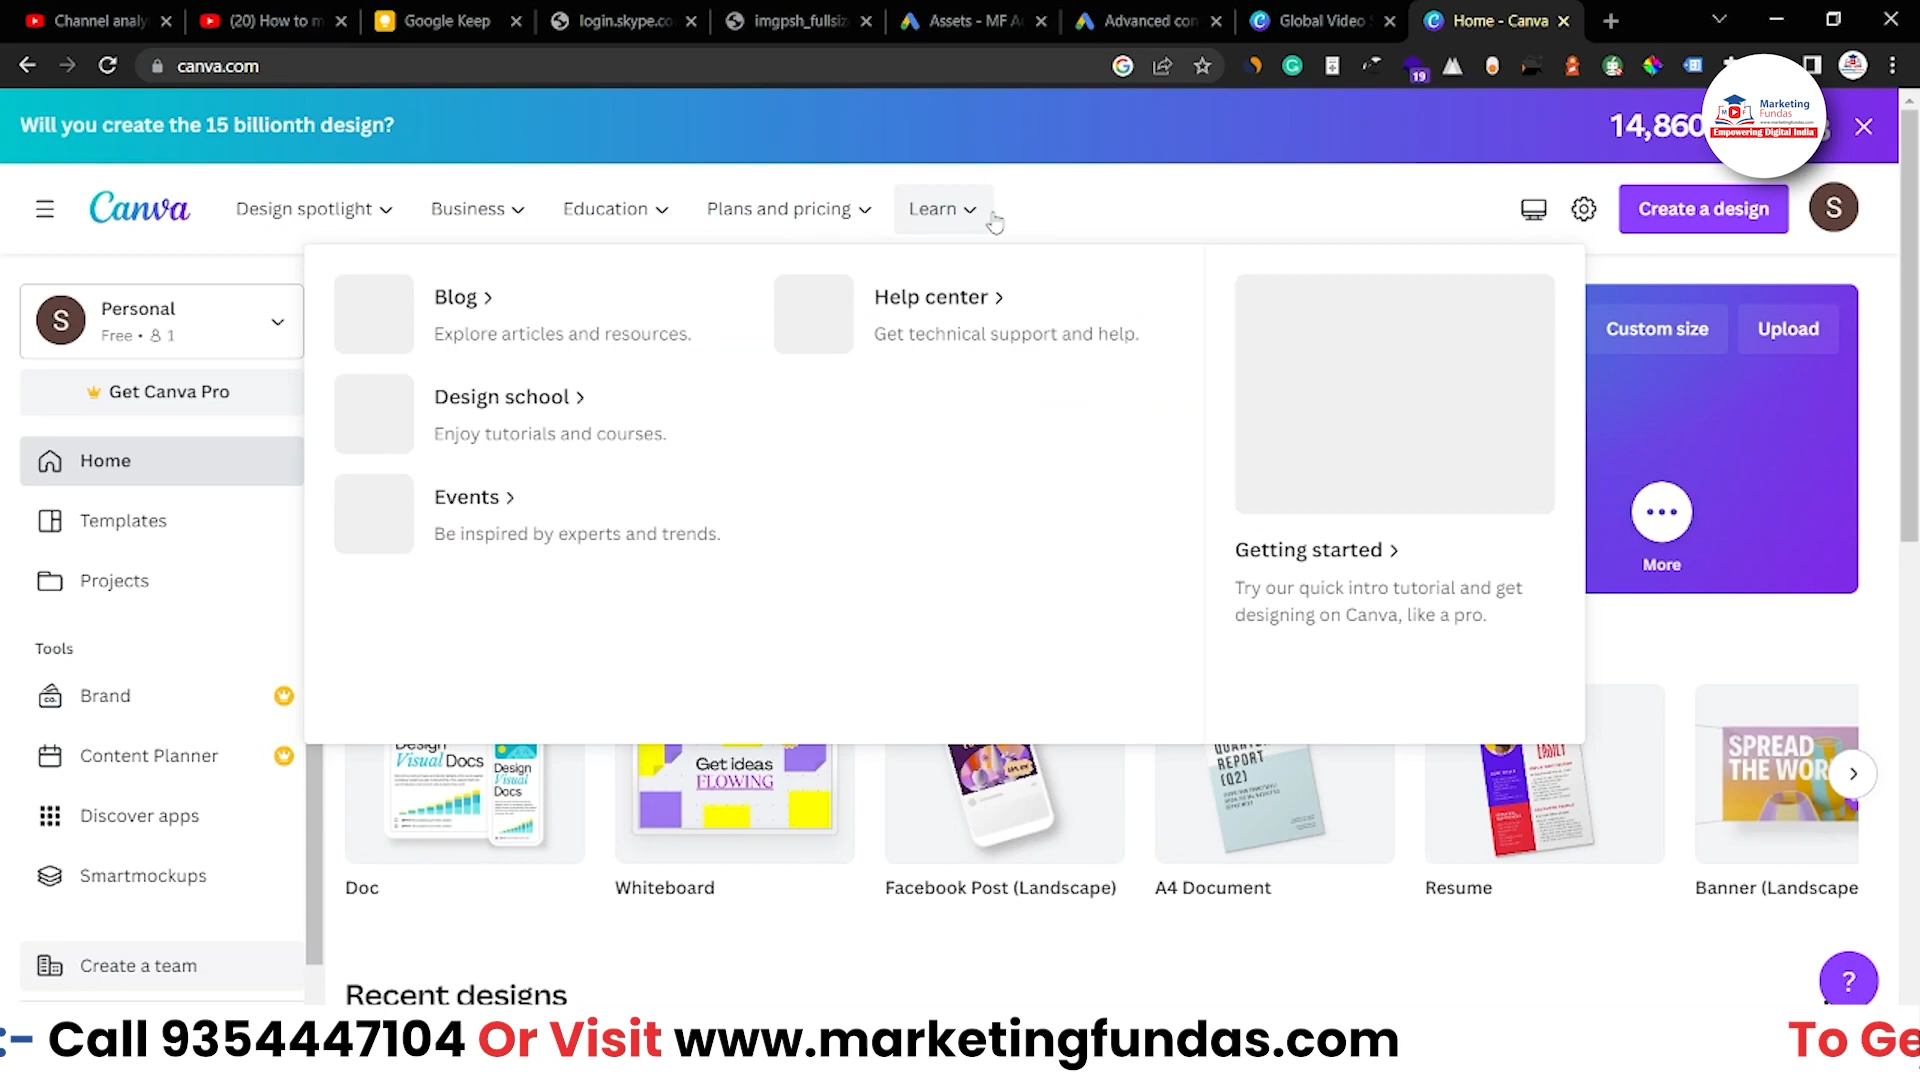 Channel analy
(20) How to m
Google Keep
login.skype.co
imgpsh_fullsiz
Assets - MF A
Advanced con
Global Video S
Home - Canva
canva.com
19
Will you create the 15 billionth design?
14,860
Marketing
Fundas
www.marketingfundas.com
Empowering Digital India
Canva
Design spotlight
Business
Education
Plans and pricing
Learn
Create a design
S
S
Personal
Free • 1
Get Canva Pro
Home
Templates
Projects
Tools
Brand
Content Planner
Discover apps
Smartmockups
Create a team
Blog >
Explore articles and resources.
Design school >
Enjoy tutorials and courses.
Events >
Be inspired by experts and trends.
Help center >
Get technical support and help.
Getting started >
Try our quick intro tutorial and get
designing on Canva, like a pro.
Custom size
Upload
More
Design
Visual Docs
Design
Visual
Docs
Get ideas
FLOWING
QUARTER
REPORT
(Q2)
FAMILY
SPREAD
THE WOR
Doc
Whiteboard
Facebook Post (Landscape)
A4 Document
Resume
Banner (Landscape
Recent designs
?
:- Call 9354447104 Or Visit www.marketingfundas.com
To Ge